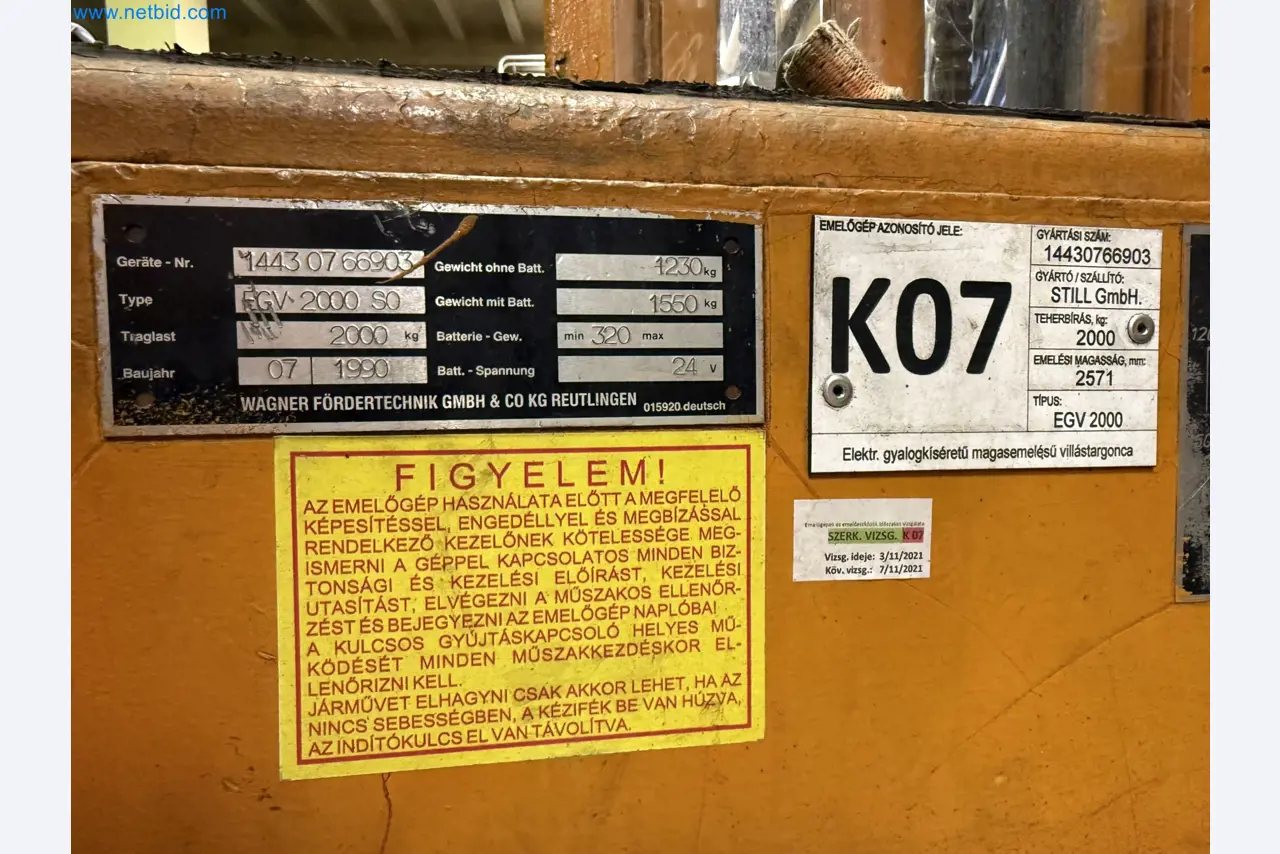 www.netbid.com
Geräte - Nr. 1443 0766903
Type EGV 2000 SO
Traglast 2000 kg
Baujahr 07 1990
Gewicht ohne Batt. 1230 kg
Gewicht mit Batt. 1550 kg
Batterie - Gew. min 320 max
Batt. - Spannung 24 V
WAGNER FÖRDERTECHNIK GMBH & CO KG REUTLINGEN 015920 deutsch
EMELŐGÉP AZONOSÍTÓ JELE:
K07
GYÁRTÁSI SZÁM:
14430766903
GYÁRTÓ / SZÁLLÍTÓ:
STILL GmbH.
TEHERBÍRÁS, kg:
2000
EMELÉSI MAGASSÁG, mm:
2571
TÍPUS:
EGV 2000
Elektr. gyalogkíséretű magasemelésű villástargonca
FIGYELEM!
AZ EMELŐGÉP HASZNÁLATA ELŐTT A MEGFELELŐ
KÉPESÍTÉSSEL, ENGEDÉLLYEL ÉS MEGBÍZÁSSAL
RENDELKEZŐ KEZELŐNEK KÖTELESSÉGE MEG-
ISMERNI A GÉPPEL KAPCSOLATOS MINDEN BIZ-
TONSÁGI ÉS KEZELÉSI ELŐÍRÁST, KEZELÉSI
UTASÍTÁST, ELVÉGEZNI A MŰSZAKOS ELLENŐR-
ZÉST ÉS BEJEGYEZNI AZ EMELŐGÉP NAPLÓBA!
A KULCSOS GYÚJTÁSKAPCSOLÓ HELYES MŰ-
KÖDÉSÉT MINDEN MŰSZAKKEZDÉSKOR EL-
LENŐRIZNI KELL.
JÁRMŰVET ELHAGYNI CSAK AKKOR LEHET, HA AZ
NINCS SEBESSÉGBEN, A KÉZIFÉK BE VAN HÚZVA,
AZ INDÍTÓKULCS EL VAN TÁVOLÍTVA.
SZERK. VIZSG. K 07
Vizsg. ideje: 3/11/2021
Köv. vizsg.: 7/11/2021